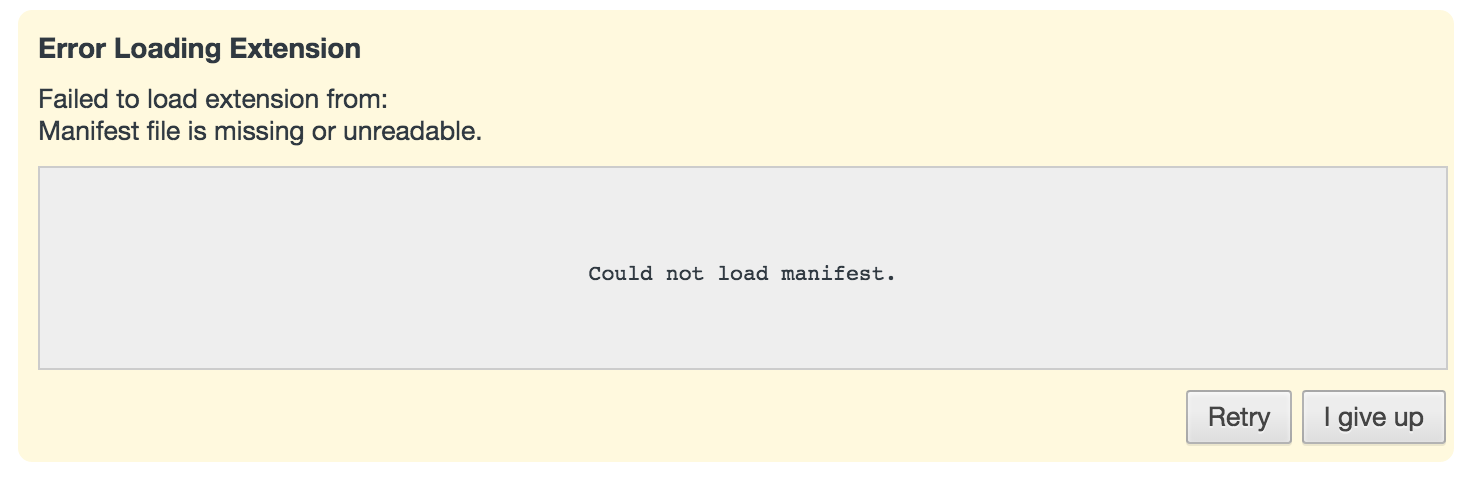 Error Loading Extension
Failed to load extension from:
Manifest file is missing or unreadable.
Could not load manifest.
Retry
I give up